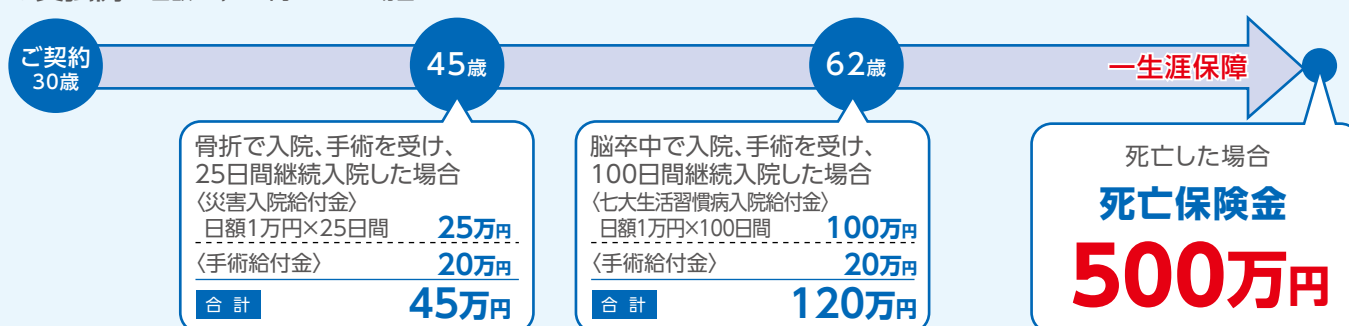 ご契約
30歳
45歳
62歳
一生涯保障
骨折で入院、手術を受け、
25日間継続入院した場合
〈災害入院給付金〉
日額1万円×25日間 25万円
〈手術給付金〉 20万円
合計 45万円
脳卒中で入院、手術を受け、
100日間継続入院した場合
〈七大生活習慣病入院給付金〉
日額1万円×100日間 100万円
〈手術給付金〉 20万円
合計 120万円
死亡した場合
死亡保険金
500万円